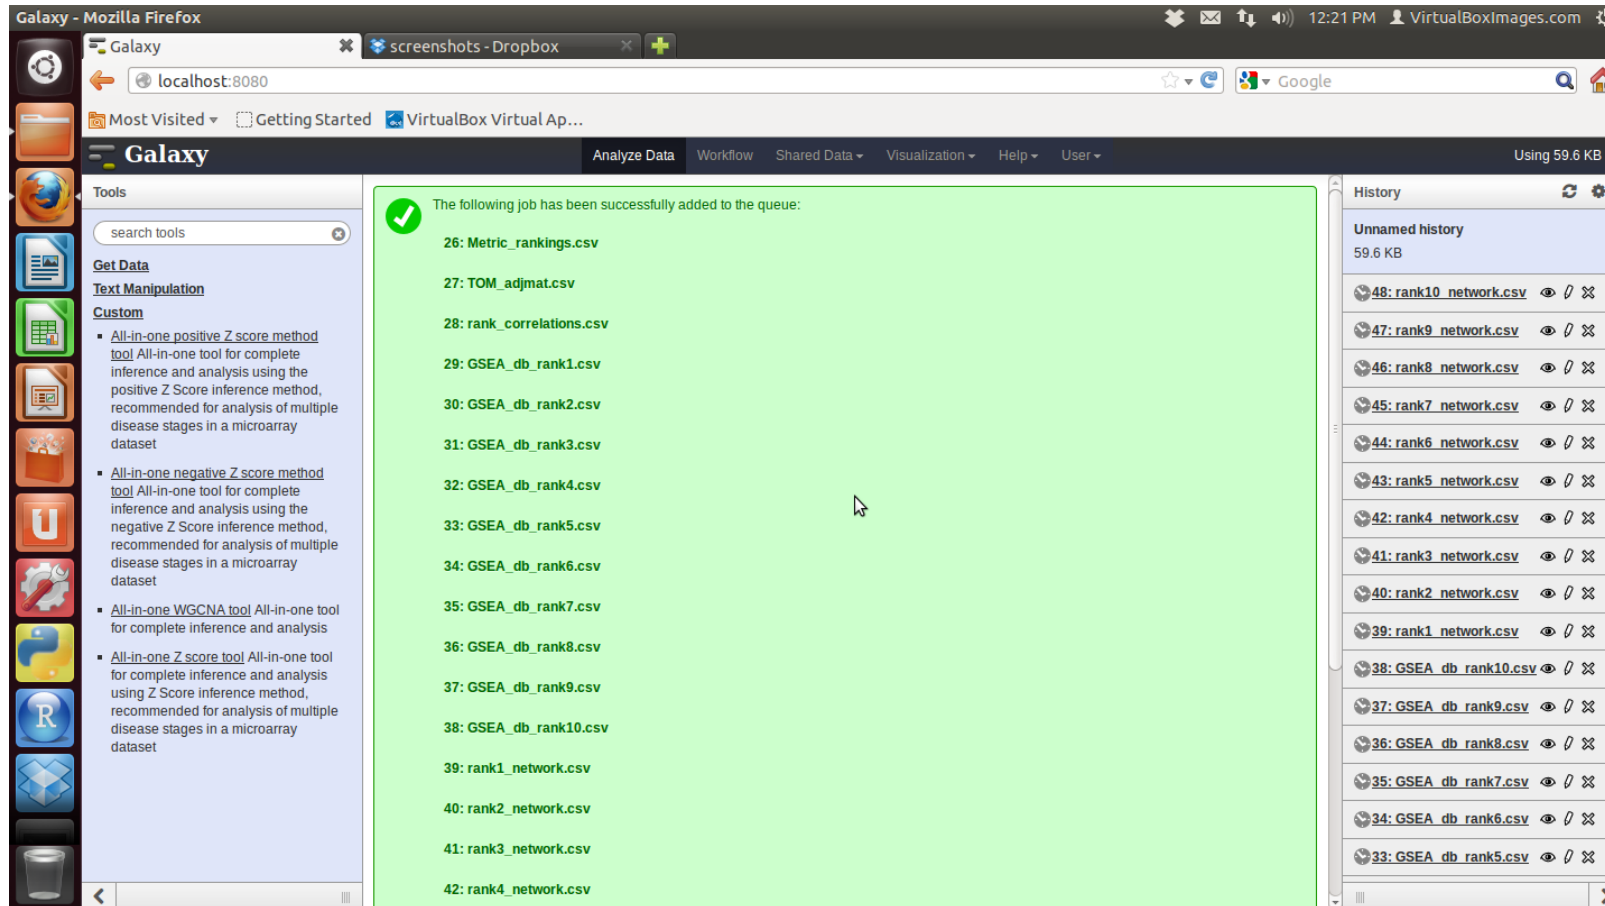 Galaxy - Mozilla Firefox
12:21 PM VirtualBoxImages.com
Galaxy
screenshots - Dropbox
localhost:8080
Google
Most Visited
Getting Started
VirtualBox Virtual Ap...
Galaxy
Analyze Data
Workflow
Shared Data
Visualization
Help
User
Using 59.6 KB
Tools
search tools
Get Data
Text Manipulation
Custom
All-in-one positive Z score method
tool All-in-one tool for complete
inference and analysis using the
positive Z Score inference method,
recommended for analysis of multiple
disease stages in a microarray
dataset
All-in-one negative Z score method
tool All-in-one tool for complete
inference and analysis using the
negative Z Score inference method,
recommended for analysis of multiple
disease stages in a microarray
dataset
All-in-one WGCNA tool All-in-one tool
for complete inference and analysis
All-in-one Z score tool All-in-one tool
for complete inference and analysis
using Z Score inference method,
recommended for analysis of multiple
disease stages in a microarray
dataset
The following job has been successfully added to the queue:
26: Metric_rankings.csv
27: TOM_adjmat.csv
28: rank_correlations.csv
29: GSEA_db_rank1.csv
30: GSEA_db_rank2.csv
31: GSEA_db_rank3.csv
32: GSEA_db_rank4.csv
33: GSEA_db_rank5.csv
34: GSEA_db_rank6.csv
35: GSEA_db_rank7.csv
36: GSEA_db_rank8.csv
37: GSEA_db_rank9.csv
38: GSEA_db_rank10.csv
39: rank1_network.csv
40: rank2_network.csv
41: rank3_network.csv
42: rank4_network.csv
History
Unnamed history
59.6 KB
48: rank10_network.csv
47: rank9_network.csv
46: rank8_network.csv
45: rank7_network.csv
44: rank6_network.csv
43: rank5_network.csv
42: rank4_network.csv
41: rank3_network.csv
40: rank2_network.csv
39: rank1_network.csv
38: GSEA_db_rank10.csv
37: GSEA_db_rank9.csv
36: GSEA_db_rank8.csv
35: GSEA_db_rank7.csv
34: GSEA_db_rank6.csv
33: GSEA_db_rank5.csv
U
R